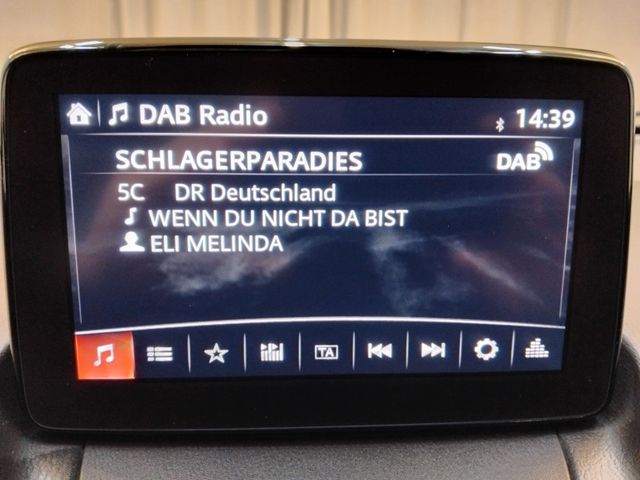 DAB Radio 14:39
SCHLAGERPARADIES DAB
5C DR Deutschland
WENN DU NICHT DA BIST
ELI MELINDA
TA